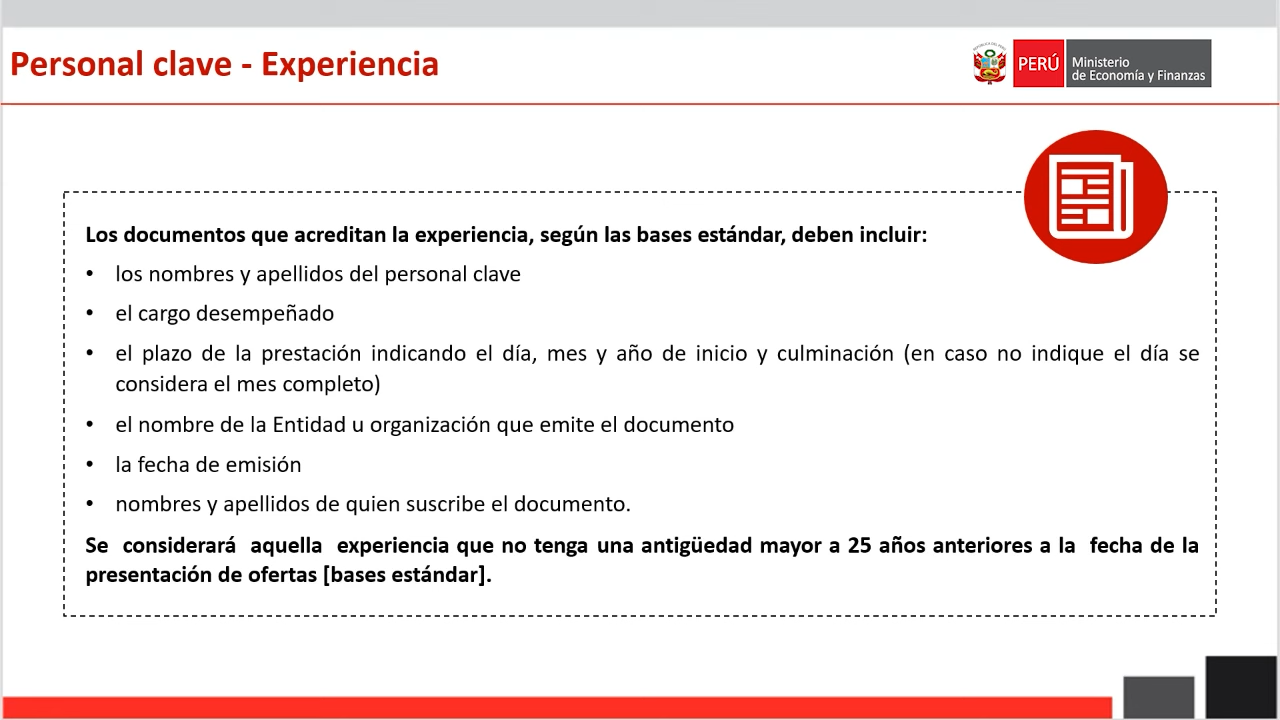 Personal clave - Experiencia
PERÚ
Ministerio
de Economía y Finanzas
Los documentos que acreditan la experiencia, según las bases estándar, deben incluir:
• los nombres y apellidos del personal clave
• el cargo desempeñado
• el plazo de la prestación indicando el día, mes y año de inicio y culminación (en caso no indique el día se
considera el mes completo)
• el nombre de la Entidad u organización que emite el documento
• la fecha de emisión
• nombres y apellidos de quien suscribe el documento.
Se considerará aquella experiencia que no tenga una antigüedad mayor a 25 años anteriores a la fecha de la
presentación de ofertas [bases estándar].